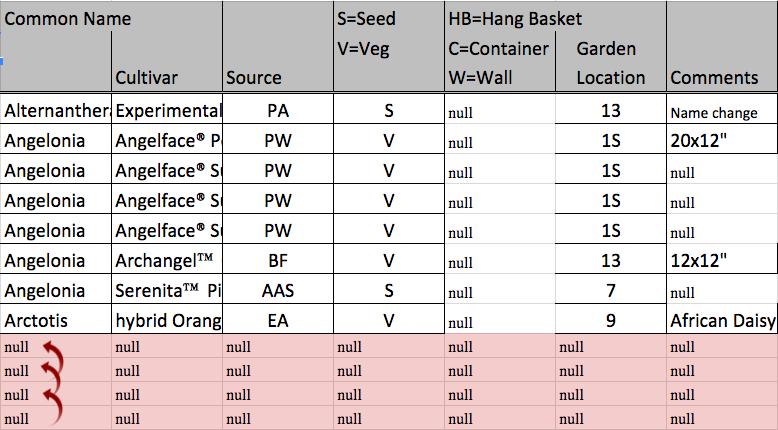 Common Name S=Seed HB=Hang Basket
V=Veg C=Container Garden
Cultivar Source W=Wall Location Comments
Alternanthera Experimental PA S null 13 Name change
Angelonia Angelface® P PW V null 1S 20x12"
Angelonia Angelface® Su PW V null 1S null
Angelonia Angelface® Su PW V null 1S null
Angelonia Angelface® Su PW V null 1S null
Angelonia Archangel™ BF V null 13 12x12"
Angelonia Serenita™ Pi AAS S null 7 null
Arctotis hybrid Orang EA V null 9 African Daisy
null null null null null null null
null null null null null null null
null null null null null null null
null null null null null null null